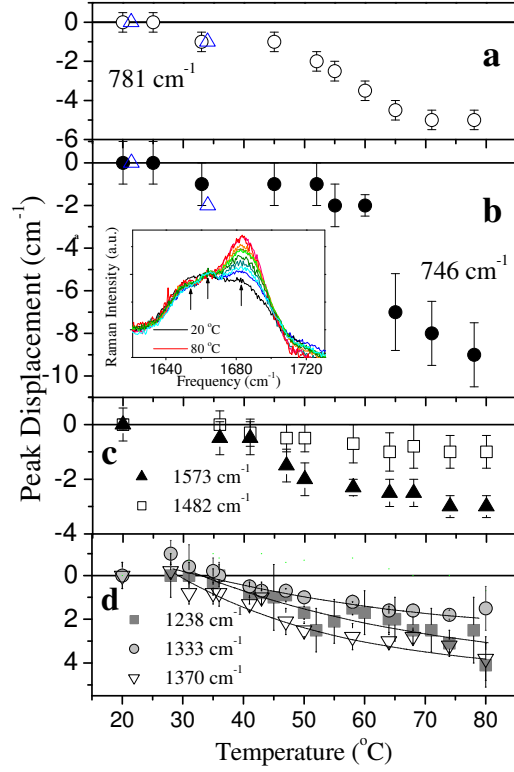 0
-2
-4
-6
781 cm⁻¹
a
0
-2
-4
-6
-8
-10
b
746 cm⁻¹
Raman Intensity (a.u.)
20 °C
80 °C
1640 1680 1720
Frequency (cm⁻¹)
Peak Displacement (cm⁻¹)
0
-2
-4
c
1573 cm⁻¹
1482 cm⁻¹
0
2
4
d
1238 cm⁻¹
1333 cm⁻¹
1370 cm⁻¹
20 30 40 50 60 70 80
Temperature (°C)